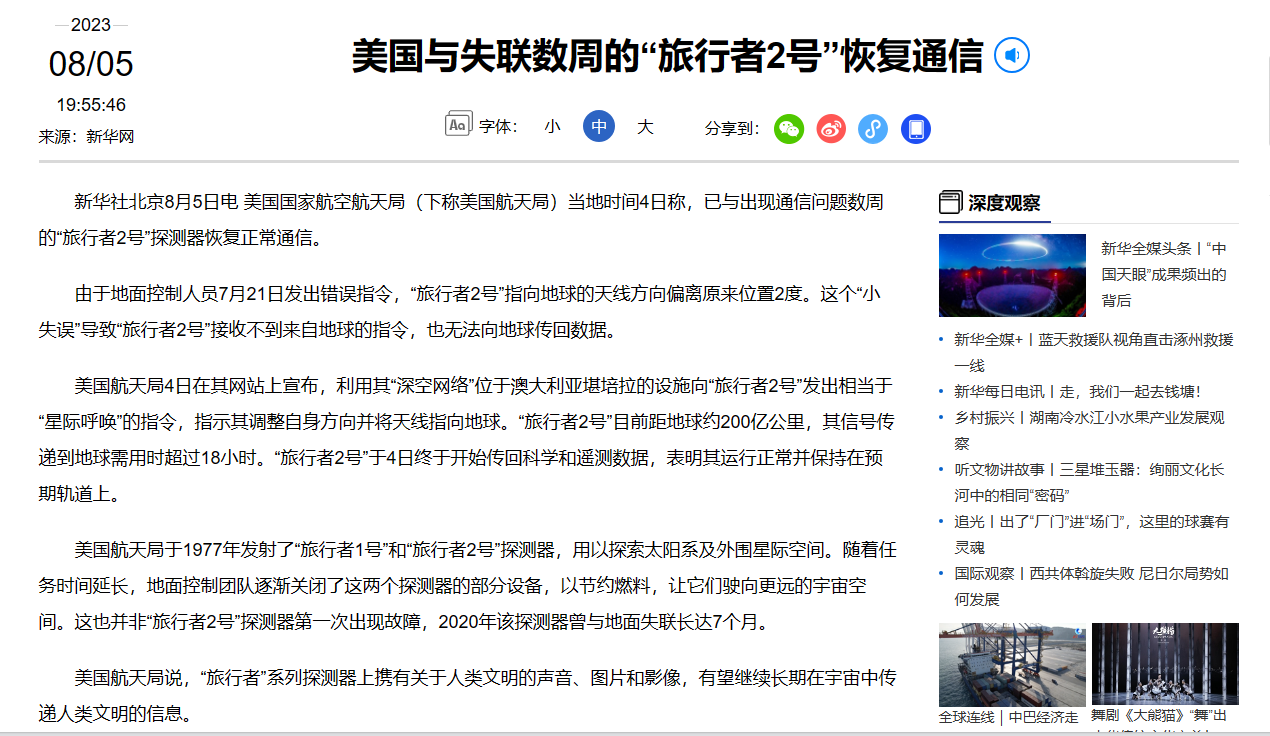 2023
08/05
19:55:46
来源：新华网
美国与失联数周的“旅行者2号”恢复通信
Aa 字体： 小 中 大 分享到：
新华社北京8月5日电 美国国家航空航天局（下称美国航天局）当地时间4日称，已与出现通信问题数周
的“旅行者2号”探测器恢复正常通信。
由于地面控制人员7月21日发出错误指令，“旅行者2号”指向地球的天线方向偏离原来位置2度。这个“小
失误”导致“旅行者2号”接收不到来自地球的指令，也无法向地球传回数据。
美国航天局4日在其网站上宣布，利用其“深空网络”位于澳大利亚堪培拉的设施向“旅行者2号”发出相当于
“星际呼唤”的指令，指示其调整自身方向并将天线指向地球。“旅行者2号”目前距地球约200亿公里，其信号传
递到地球需用时超过18小时。“旅行者2号”于4日终于开始传回科学和遥测数据，表明其运行正常并保持在预
期轨道上。
美国航天局于1977年发射了“旅行者1号”和“旅行者2号”探测器，用以探索太阳系及外围星际空间。随着任
务时间延长，地面控制团队逐渐关闭了这两个探测器的部分设备，以节约燃料，让它们驶向更远的宇宙空
间。这也并非“旅行者2号”探测器第一次出现故障，2020年该探测器曾与地面失联长达7个月。
美国航天局说，“旅行者”系列探测器上携有关于人类文明的声音、图片和影像，有望继续长期在宇宙中传
递人类文明的信息。
深度观察
新华全媒头条丨“中
国天眼”成果频出的
背后
新华全媒+丨蓝天救援队视角直击涿州救援
一线
新华每日电讯丨走，我们一起去钱塘！
乡村振兴丨湖南冷水江小水果产业发展观
察
听文物讲故事丨三星堆玉器：绚丽文化长
河中的相同“密码”
追光丨出了“厂门”进“场门”，这里的球赛有
灵魂
国际观察丨西共体斡旋失败 尼日尔局势如
何发展
大熊猫
全球连线｜中巴经济走
舞剧《大熊猫》“舞”出